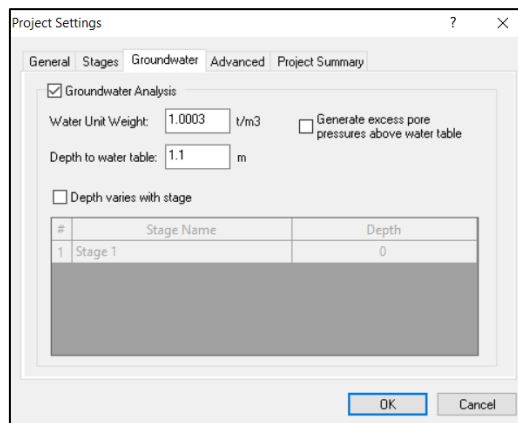 Project Settings ? ×
General Stages Groundwater Advanced Project Summary
Groundwater Analysis
Water Unit Weight: 1.0003 t/m3
Generate excess pore
pressures above water table
Depth to water table: 1.1 m
Depth varies with stage
# Stage Name Depth
1 Stage 1 0
OK Cancel